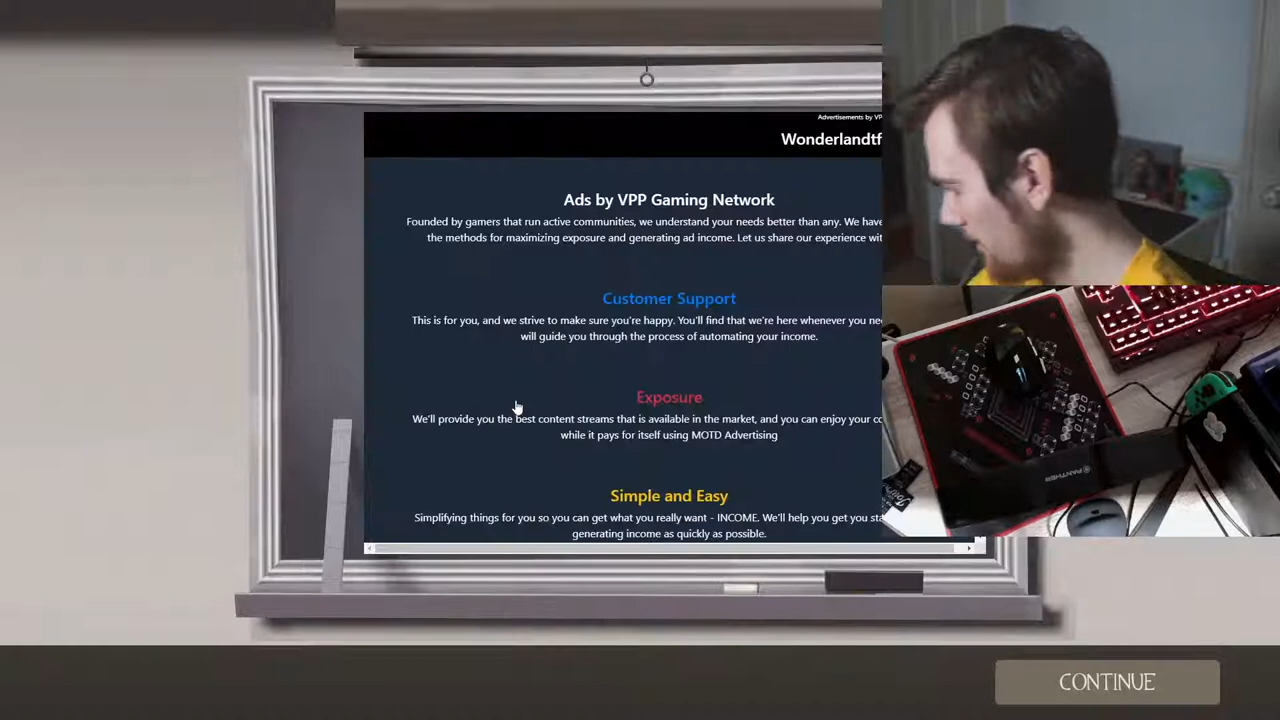 Advertisements by VP
Wonderlandtf
Ads by VPP Gaming Network
Founded by gamers that run active communities, we understand your needs better than any. We have
the methods for maximizing exposure and generating ad income. Let us share our experience wit
Customer Support
This is for you, and we strive to make sure you're happy. You'll find that we're here whenever you nee
will guide you through the process of automating your income.
Exposure
We'll provide you the best content streams that is available in the market, and you can enjoy your co
while it pays for itself using MOTD Advertising
Simple and Easy
Simplifying things for you so you can get what you really want - INCOME. We'll help you get you sta
generating income as quickly as possible.
PANTHER
CONTINUE